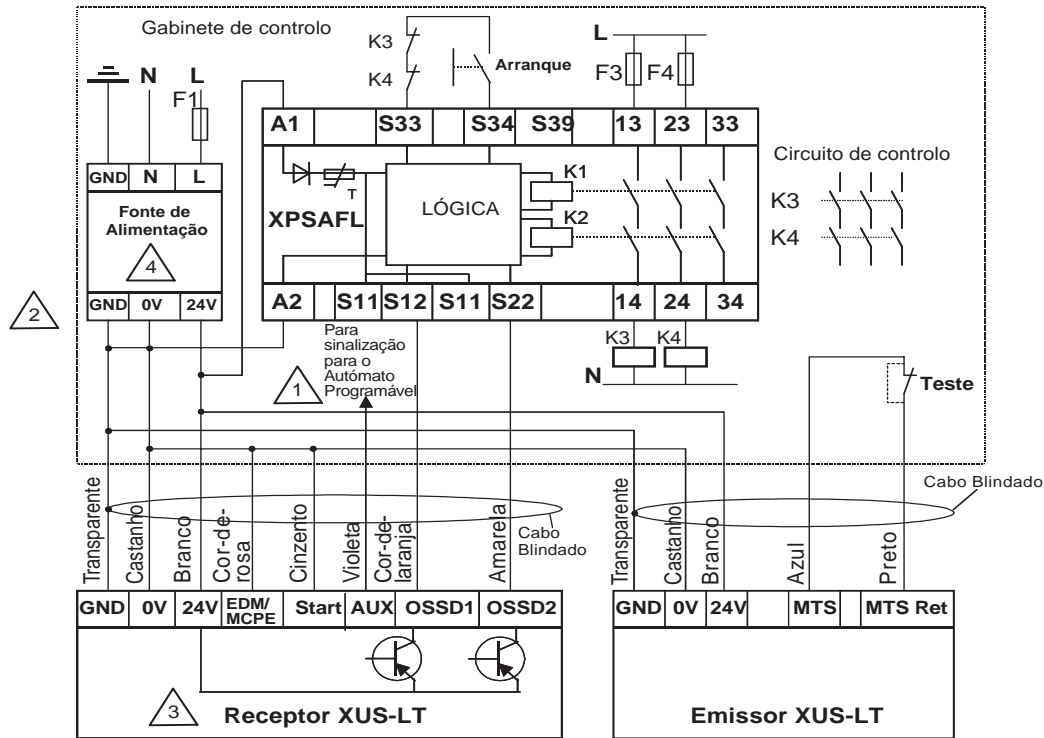 Gabinete de controlo
K3
K4
Arranque
L
F3
F4
N
L
F1
A1
S33
S34
S39
13
23
33
GND
N
L
Fonte de
Alimentação
4
GND
0V
24V
T
XPSAFL
LÓGICA
K1
K2
Circuito de controlo
K3
K4
A2
S11
S12
S11
S22
14
24
34
2
Para
sinalização
para o
Autómato
Programável
1
K3
K4
N
Teste
Cabo Blindado
Cabo
Blindado
Transparente
Castanho
Branco
Cor-de-
rosa
Cinzento
Violeta
Cor-de-
laranja
Amarela
Transparente
Castanho
Branco
Azul
Preto
GND
0V
24V
EDM/
MCPE
Start
AUX
OSSD1
OSSD2
GND
0V
24V
MTS
MTS Ret
3
Receptor XUS-LT
Emissor XUS-LT